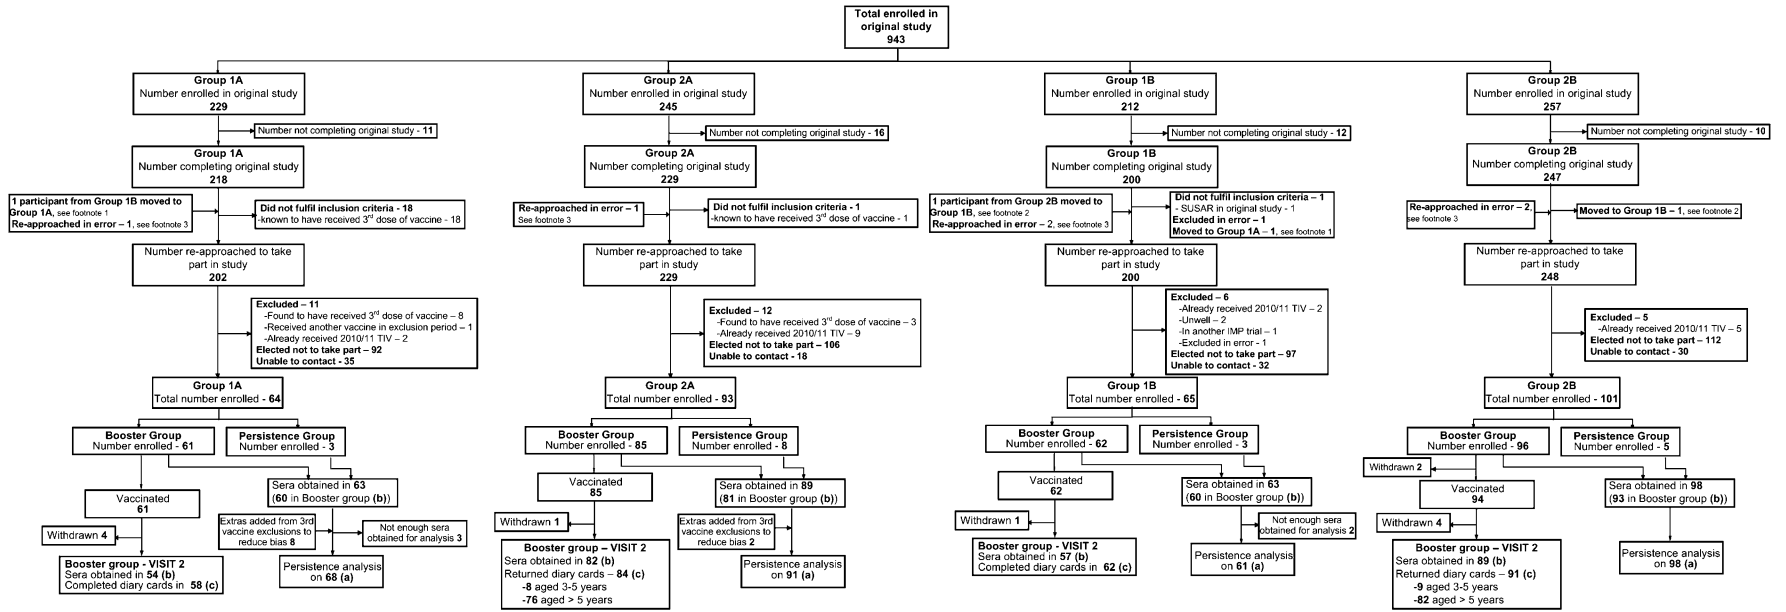 Total enrolled in
original study
943
Group 1A
Number enrolled in original study
229
Number not completing original study - 11
Group 1A
Number completing original study
218
1 participant from Group 1B moved to
Group 1A, see footnote 1
Re-approached in error – 1, see footnote 3
Did not fulfil inclusion criteria – 18
-known to have received 3rd dose of vaccine - 18
Number re-approached to take
part in study
202
Excluded – 11
-Found to have received 3rd dose of vaccine – 8
-Received another vaccine in exclusion period – 1
-Already received 2010/11 TIV – 2
Elected not to take part – 92
Unable to contact - 35
Group 1A
Total number enrolled - 64
Booster Group
Number enrolled - 61
Persistence Group
Number enrolled - 3
Vaccinated
61
Sera obtained in 63
(60 in Booster group (b))
Withdrawn 4
Extras added from 3rd
vaccine exclusions to
reduce bias 8
Not enough sera
obtained for analysis 3
Booster group - VISIT 2
Sera obtained in 54 (b)
Completed diary cards in 58 (c)
Persistence analysis
on 68 (a)
Group 2A
Number enrolled in original study
245
Number not completing original study - 16
Group 2A
Number completing original study
229
Re-approached in error – 1
See footnote 3
Did not fulfil inclusion criteria - 1
-known to have received 3rd dose of vaccine - 1
Number re-approached to take
part in study
229
Excluded – 12
-Found to have received 3rd dose of vaccine – 3
-Already received 2010/11 TIV – 9
Elected not to take part – 106
Unable to contact - 18
Group 2A
Total number enrolled - 93
Booster Group
Number enrolled - 85
Persistence Group
Number enrolled - 8
Vaccinated
85
Sera obtained in 89
(81 in Booster group (b))
Withdrawn 1
Extras added from 3rd
vaccine exclusions to
reduce bias 2
Booster group – VISIT 2
Sera obtained in 82 (b)
Returned diary cards – 84 (c)
-8 aged 3-5 years
-76 aged > 5 years
Persistence analysis
on 91 (a)
Group 1B
Number enrolled in original study
212
Number not completing original study - 12
Group 1B
Number completing original study
200
1 participant from Group 2B moved to
Group 1B, see footnote 2
Re-approached in error – 2, see footnote 3
Did not fulfil inclusion criteria – 1
- SUSAR in original study - 1
Excluded in error – 1
Moved to Group 1A – 1, see footnote 1
Number re-approached to take
part in study
200
Excluded – 6
-Already received 2010/11 TIV – 2
-Unwell – 2
-In another IMP trial – 1
-Excluded in error - 1
Elected not to take part – 97
Unable to contact - 32
Group 1B
Total number enrolled - 65
Booster Group
Number enrolled - 62
Persistence Group
Number enrolled - 3
Vaccinated
62
Sera obtained in 63
(60 in Booster group (b))
Withdrawn 1
Not enough sera
obtained for analysis 2
Booster group - VISIT 2
Sera obtained in 57 (b)
Completed diary cards in 62 (c)
Persistence analysis
on 61 (a)
Group 2B
Number enrolled in original study
257
Number not completing original study - 10
Group 2B
Number completing original study
247
Re-approached in error – 2,
see footnote 3
Moved to Group 1B – 1, see footnote 2
Number re-approached to take
part in study
248
Excluded – 5
-Already received 2010/11 TIV – 5
Elected not to take part – 112
Unable to contact - 30
Group 2B
Total number enrolled - 101
Booster Group
Number enrolled - 96
Persistence Group
Number enrolled - 5
Withdrawn 2
Vaccinated
94
Sera obtained in 98
(93 in Booster group (b))
Withdrawn 4
Booster group – VISIT 2
Sera obtained in 89 (b)
Returned diary cards – 91 (c)
-9 aged 3-5 years
-82 aged > 5 years
Persistence analysis
on 98 (a)